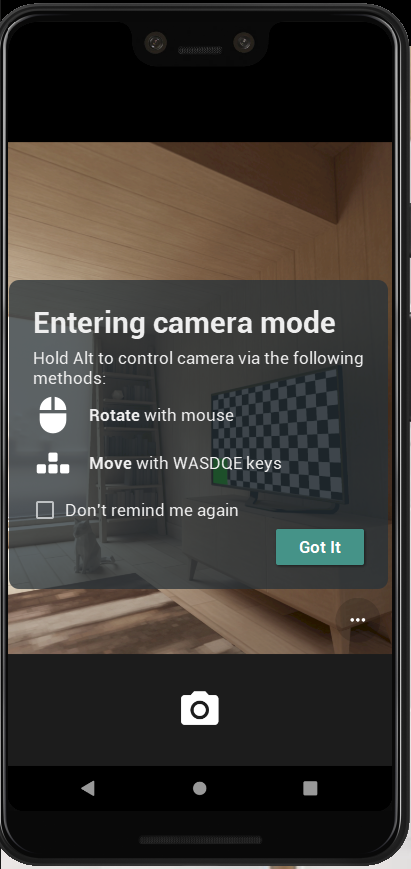 Entering camera mode
Hold Alt to control camera via the following
methods:
Rotate with mouse
Move with WASDQE keys
Don't remind me again
Got It